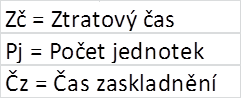 Zč = Ztratový čas
Pj = Počet jednotek
Čz = Čas zaskladnění